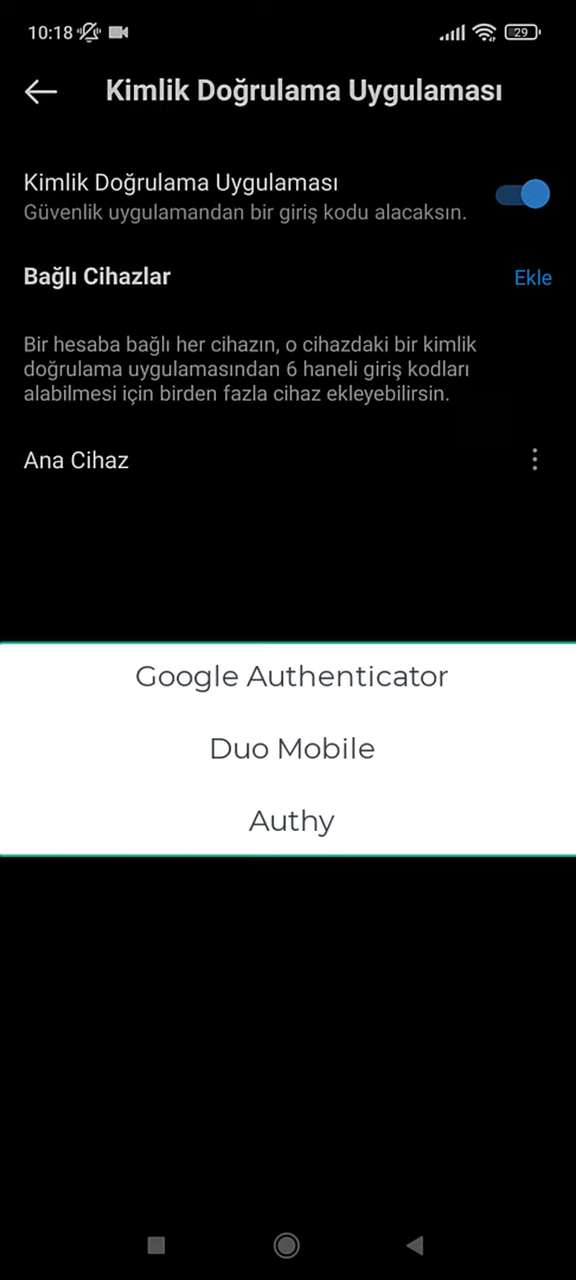 10:18
29
Kimlik Doğrulama Uygulaması
Kimlik Doğrulama Uygulaması
Güvenlik uygulamandan bir giriş kodu alacaksın.
Bağlı Cihazlar
Ekle
Bir hesaba bağlı her cihazın, o cihazdaki bir kimlik
doğrulama uygulamasından 6 haneli giriş kodları
alabilmesi için birden fazla cihaz ekleyebilirsin.
Ana Cihaz
Google Authenticator
Duo Mobile
Authy